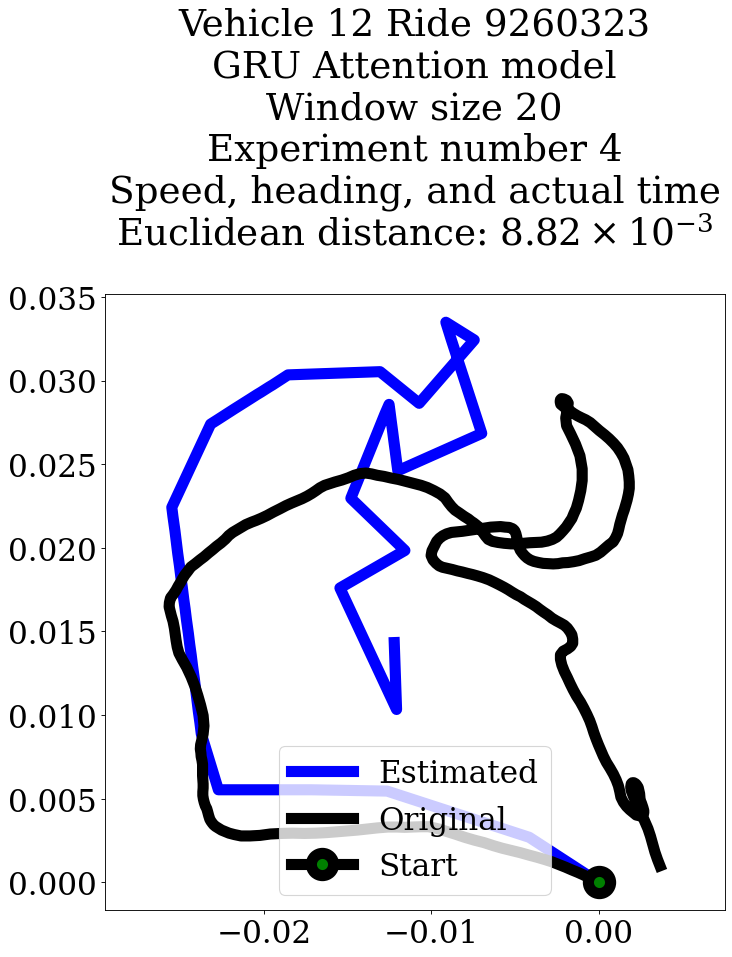 Vehicle 12 Ride 9260323
GRU Attention model
Window size 20
Experiment number 4
Speed, heading, and actual time
Euclidean distance: 8.82 × 10⁻³
0.035
0.030
0.025
0.020
0.015
0.010
0.005
0.000
Estimated
Original
Start
−0.02 −0.01 0.00